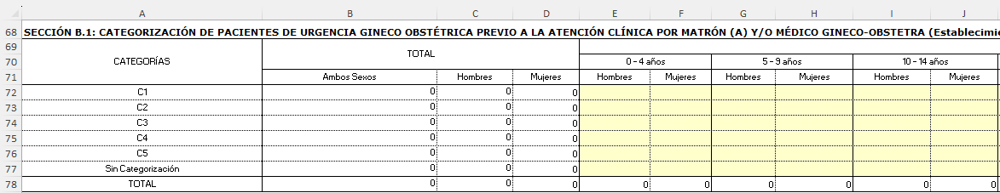 A B C D E F G H I J
68 SECCIÓN B.1: CATEGORIZACIÓN DE PACIENTES DE URGENCIA GINECO OBSTÉTRICA PREVIO A LA ATENCIÓN CLÍNICA POR MATRÓN (A) Y/O MÉDICO GINECO-OBSTETRA (Establecimi
69
70 CATEGORÍAS TOTAL 0 - 4 años 5 - 9 años 10 - 14 años
71 Ambos Sexos Hombres Mujeres Hombres Mujeres Hombres Mujeres Hombres Mujeres
72 C1 0 0 0
73 C2 0 0 0
74 C3 0 0 0
75 C4 0 0 0
76 C5 0 0 0
77 Sin Categorización 0 0 0
78 TOTAL 0 0 0 0 0 0 0 0 0